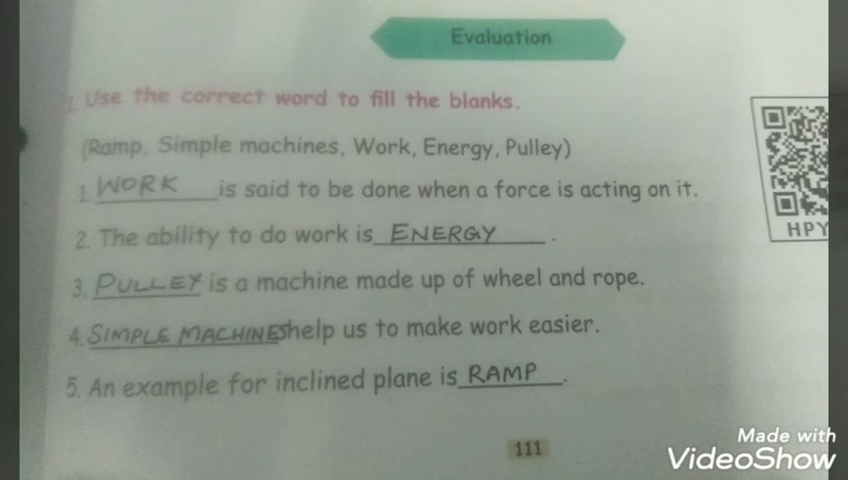 Evaluation
I. Use the correct word to fill the blanks.
(Ramp, Simple machines, Work, Energy, Pulley)
1. WORK is said to be done when a force is acting on it.
2. The ability to do work is ENERGY.
3. PULLEY is a machine made up of wheel and rope.
4. SIMPLE MACHINES help us to make work easier.
5. An example for inclined plane is RAMP.
HPY
111
Made with
VideoShow